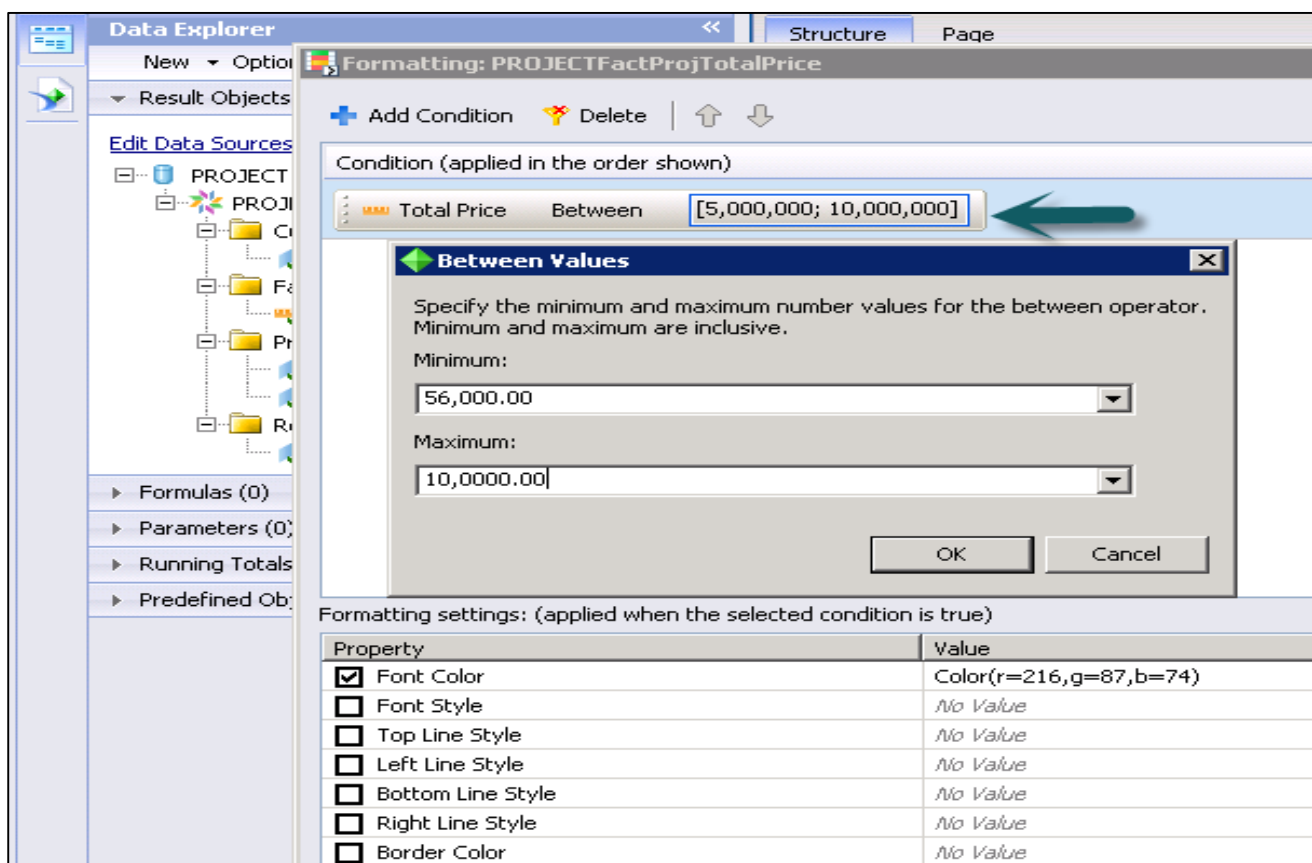 Data Explorer
Structure
Page
New
Option
Formatting: PROJECTFactProjTotalPrice
Result Objects
Add Condition
Delete
Edit Data Sources
Condition (applied in the order shown)
PROJECT
Total Price Between [5,000,000; 10,000,000]
Between Values
Specify the minimum and maximum number values for the between operator.
Minimum and maximum are inclusive.
Minimum:
56,000.00
Maximum:
10,0000.00
OK
Cancel
Formulas (0)
Parameters (0)
Running Totals
Predefined Ob
Formatting settings: (applied when the selected condition is true)
Property Value
Font Color Color(r=216,g=87,b=74)
Font Style No Value
Top Line Style No Value
Left Line Style No Value
Bottom Line Style No Value
Right Line Style No Value
Border Color No Value